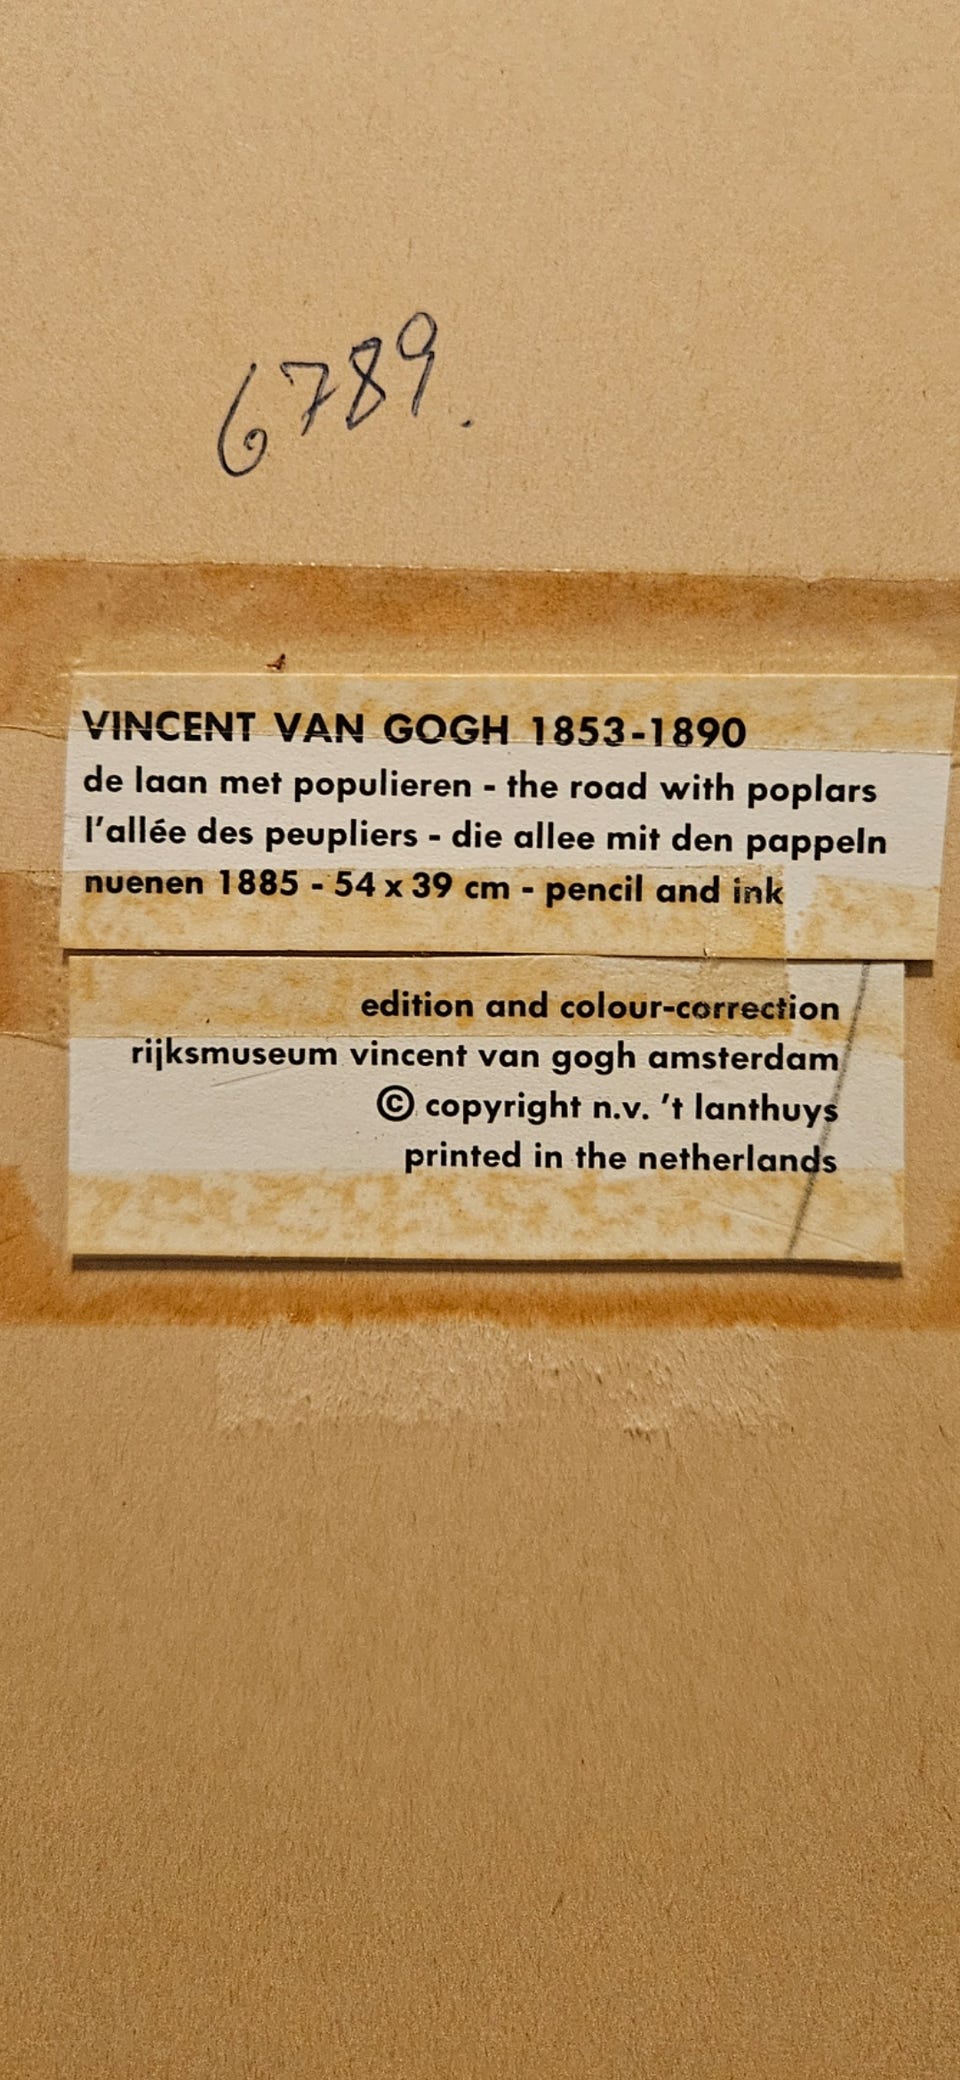 6789.
VINCENT VAN GOGH 1853-1890
de laan met populieren - the road with poplars
l'allée des peupliers - die allee mit den pappeln
nuenen 1885 - 54 x 39 cm - pencil and ink
edition and colour-correction
rijksmuseum vincent van gogh amsterdam
© copyright n.v. 't lanthuys
printed in the netherlands